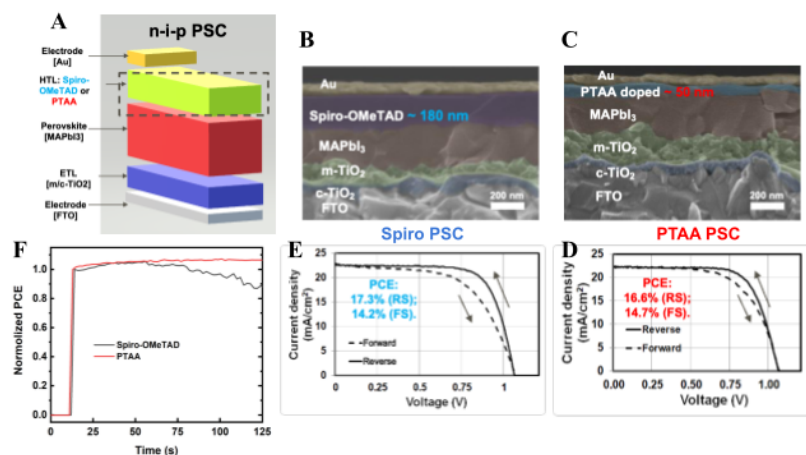 A
n-i-p PSC
Electrode
[Au]
HTL: Spiro-
OMeTAD or
PTAA
Perovskite
[MAPbI3]
ETL
[m/c-TiO2]
Electrode
[FTO]
B
Au
Spiro-OMeTAD ~ 180 nm
MAPbI₃
m-TiO₂
c-TiO₂
FTO
200 nm
C
Au
PTAA doped ~
MAPbI₃
m-TiO₂
c-TiO₂
FTO
200 nm
F
Normalized PCE
1.0
0.8
0.6
0.4
0.2
0.0
Spiro-OMeTAD
PTAA
0 25 50 75 100 125
Time (s)
Spiro PSC
E
Current density
(mA/cm²)
25
20
15
10
5
0
PCE:
17.3% (RS);
14.2% (FS).
Forward
Reverse
0 0.25 0.5 0.75 1
Voltage (V)
PTAA PSC
D
Current density
(mA/cm²)
25
20
15
10
5
0
PCE:
16.6% (RS);
14.7% (FS).
Reverse
Forward
0.00 0.25 0.50 0.75 1.00
Voltage (V)